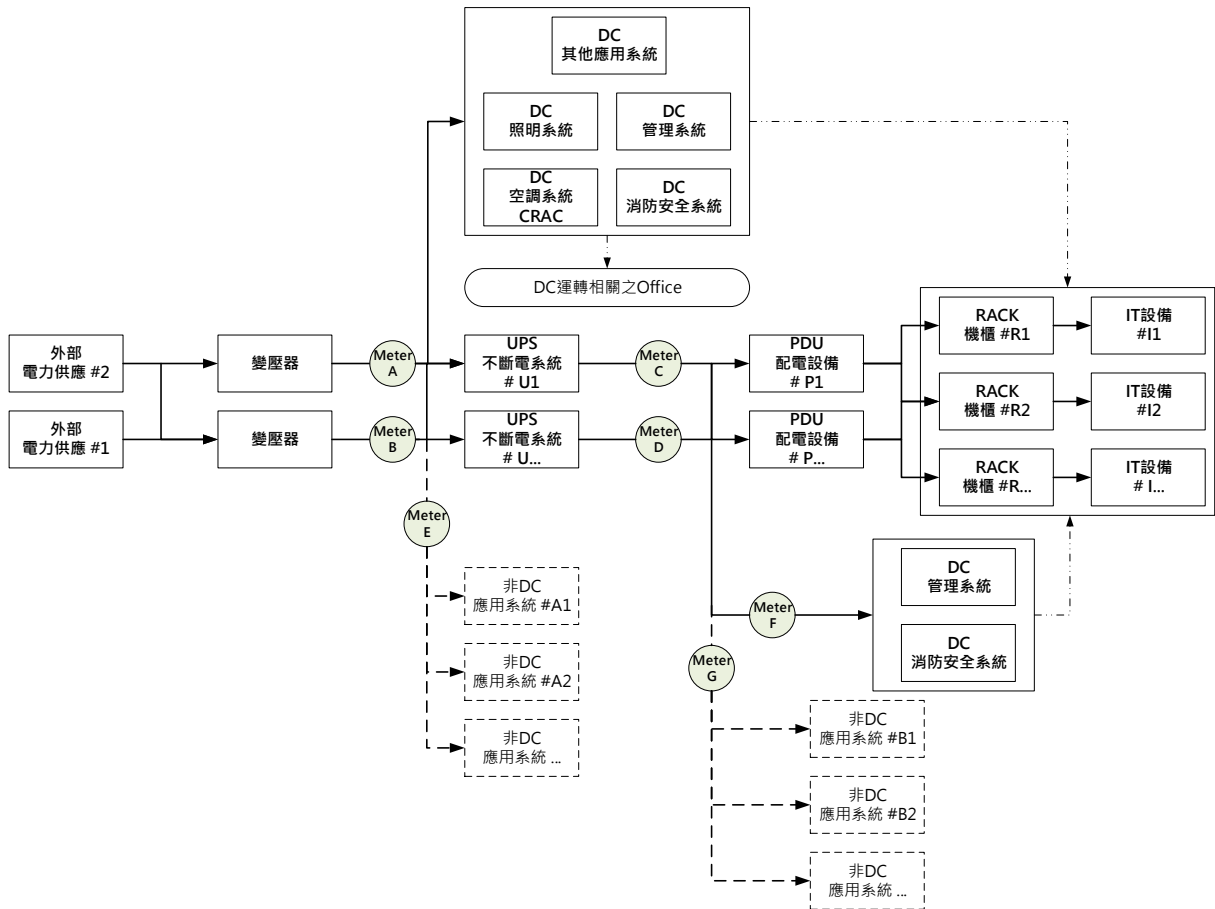 DC
其他應用系統
DC
照明系統
DC
管理系統
DC
空調系統
CRAC
DC
消防安全系統
DC運轉相關之Office
外部
電力供應 #2
變壓器
Meter
A
UPS
不斷電系統
# U1
Meter
C
PDU
配電設備
# P1
RACK
機櫃 #R1
IT設備
#I1
RACK
機櫃 #R2
IT設備
#I2
外部
電力供應 #1
變壓器
Meter
B
UPS
不斷電系統
# U...
Meter
D
PDU
配電設備
# P...
RACK
機櫃 #R...
IT設備
# I...
Meter
E
非DC
應用系統 #A1
非DC
應用系統 #A2
非DC
應用系統 ...
Meter
F
DC
管理系統
DC
消防安全系統
Meter
G
非DC
應用系統 #B1
非DC
應用系統 #B2
非DC
應用系統 ...